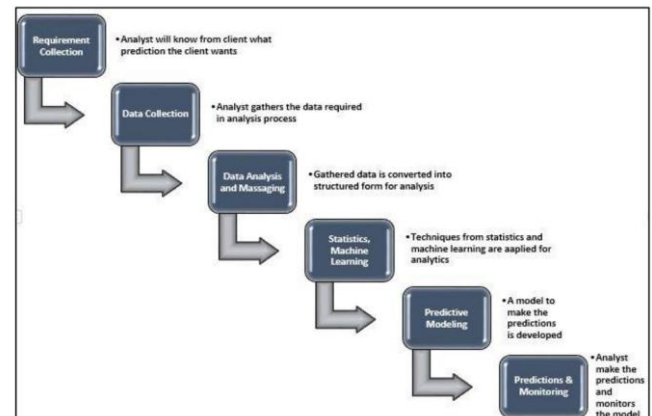 Requirement
Collection
•Analyst will know from client what
prediction the client wants
Data Collection
•Analyst gathers the data required
in analysis process
Data Analysis
and Massaging
•Gathered data is converted into
structured form for analysis
Statistics,
Machine
Learning
•Techniques from statistics and
machine learning are aaplied for
analytics
Predictive
Modeling
•A model to
make the
predictions
is developed
Predictions &
Monitoring
•Analyst
make the
predictions
and
monitors
the model